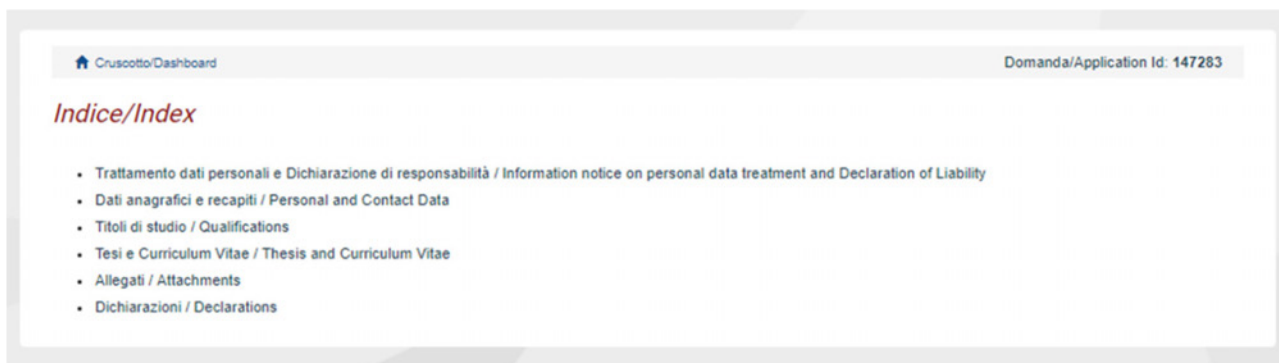 Cruscotto/Dashboard Domanda/Application Id: 147283
Indice/Index
• Trattamento dati personali e Dichiarazione di responsabilità / Information notice on personal data treatment and Declaration of Liability
• Dati anagrafici e recapiti / Personal and Contact Data
• Titoli di studio / Qualifications
• Tesi e Curriculum Vitae / Thesis and Curriculum Vitae
• Allegati / Attachments
• Dichiarazioni / Declarations